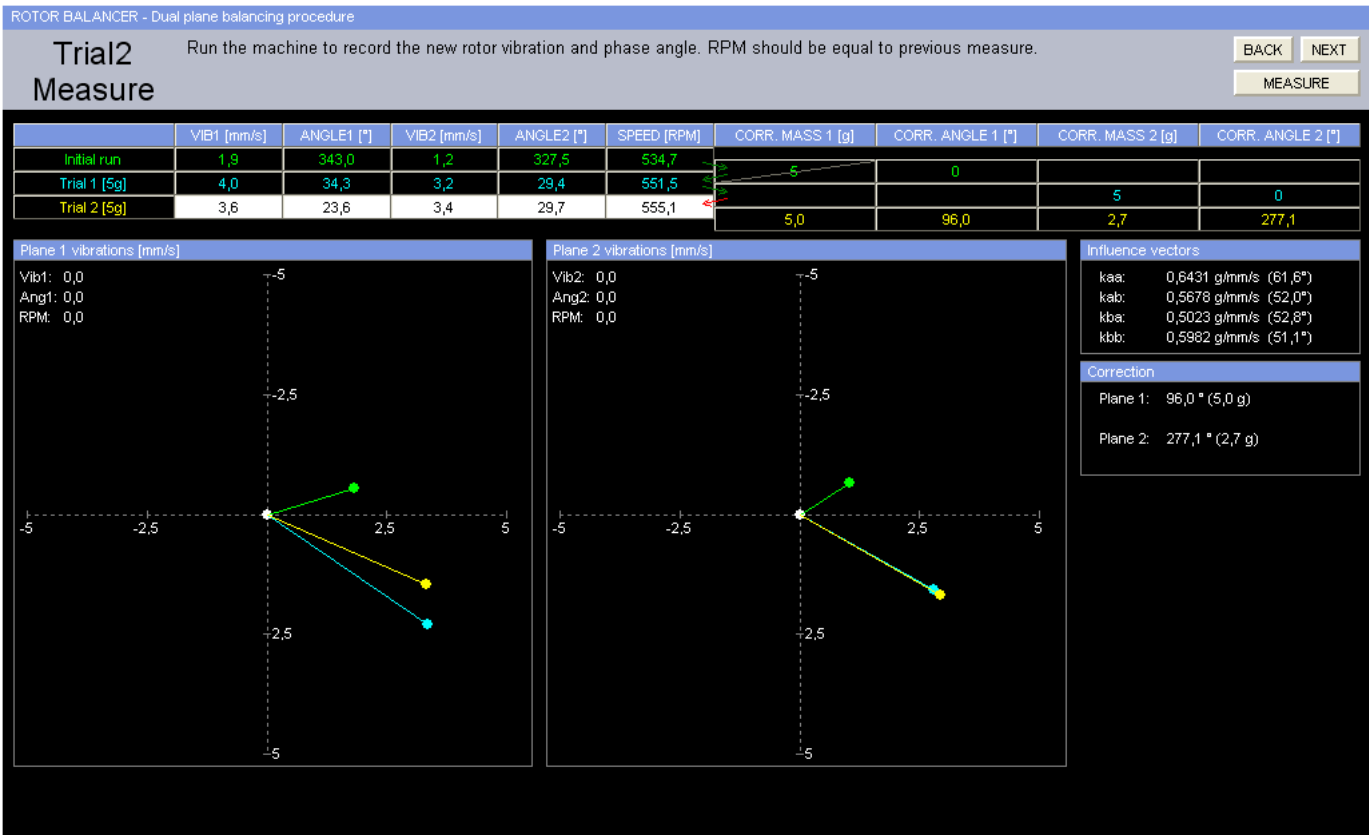 ROTOR BALANCER - Dual plane balancing procedure
Trial2 Measure
Run the machine to record the new rotor vibration and phase angle. RPM should be equal to previous measure.
BACK NEXT
MEASURE
VIB1 [mm/s] ANGLE1 [°] VIB2 [mm/s] ANGLE2 [°] SPEED [RPM] CORR. MASS 1 [g] CORR. ANGLE 1 [°] CORR. MASS 2 [g] CORR. ANGLE 2 [°]
Initial run 1,9 343,0 1,2 327,5 534,7
5 0
Trial 1 [5g] 4,0 34,3 3,2 29,4 551,5
5 0
Trial 2 [5g] 3,6 23,6 3,4 29,7 555,1
5,0 96,0 2,7 277,1
Plane 1 vibrations [mm/s]
Vib1: 0,0
Ang1: 0,0
RPM: 0,0
-5
-2,5
-5 -2,5 2,5 5
2,5
5
Plane 2 vibrations [mm/s]
Vib2: 0,0
Ang2: 0,0
RPM: 0,0
-5
-2,5
-5 -2,5 2,5 5
2,5
5
Influence vectors
kaa: 0,6431 g/mm/s (61,6°)
kab: 0,5678 g/mm/s (52,0°)
kba: 0,5023 g/mm/s (52,8°)
kbb: 0,5982 g/mm/s (51,1°)
Correction
Plane 1: 96,0 ° (5,0 g)
Plane 2: 277,1 ° (2,7 g)